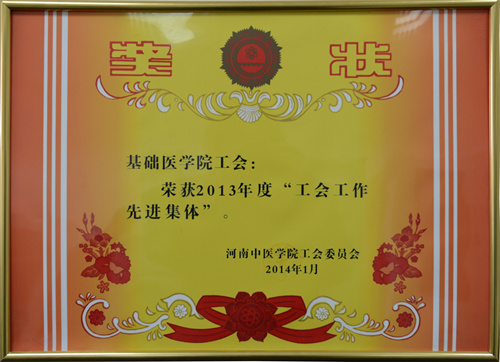 奖状
基础医学院工会：
荣获2013年度“工会工作
先进集体”。
河南中医学院工会委员会
2014年1月